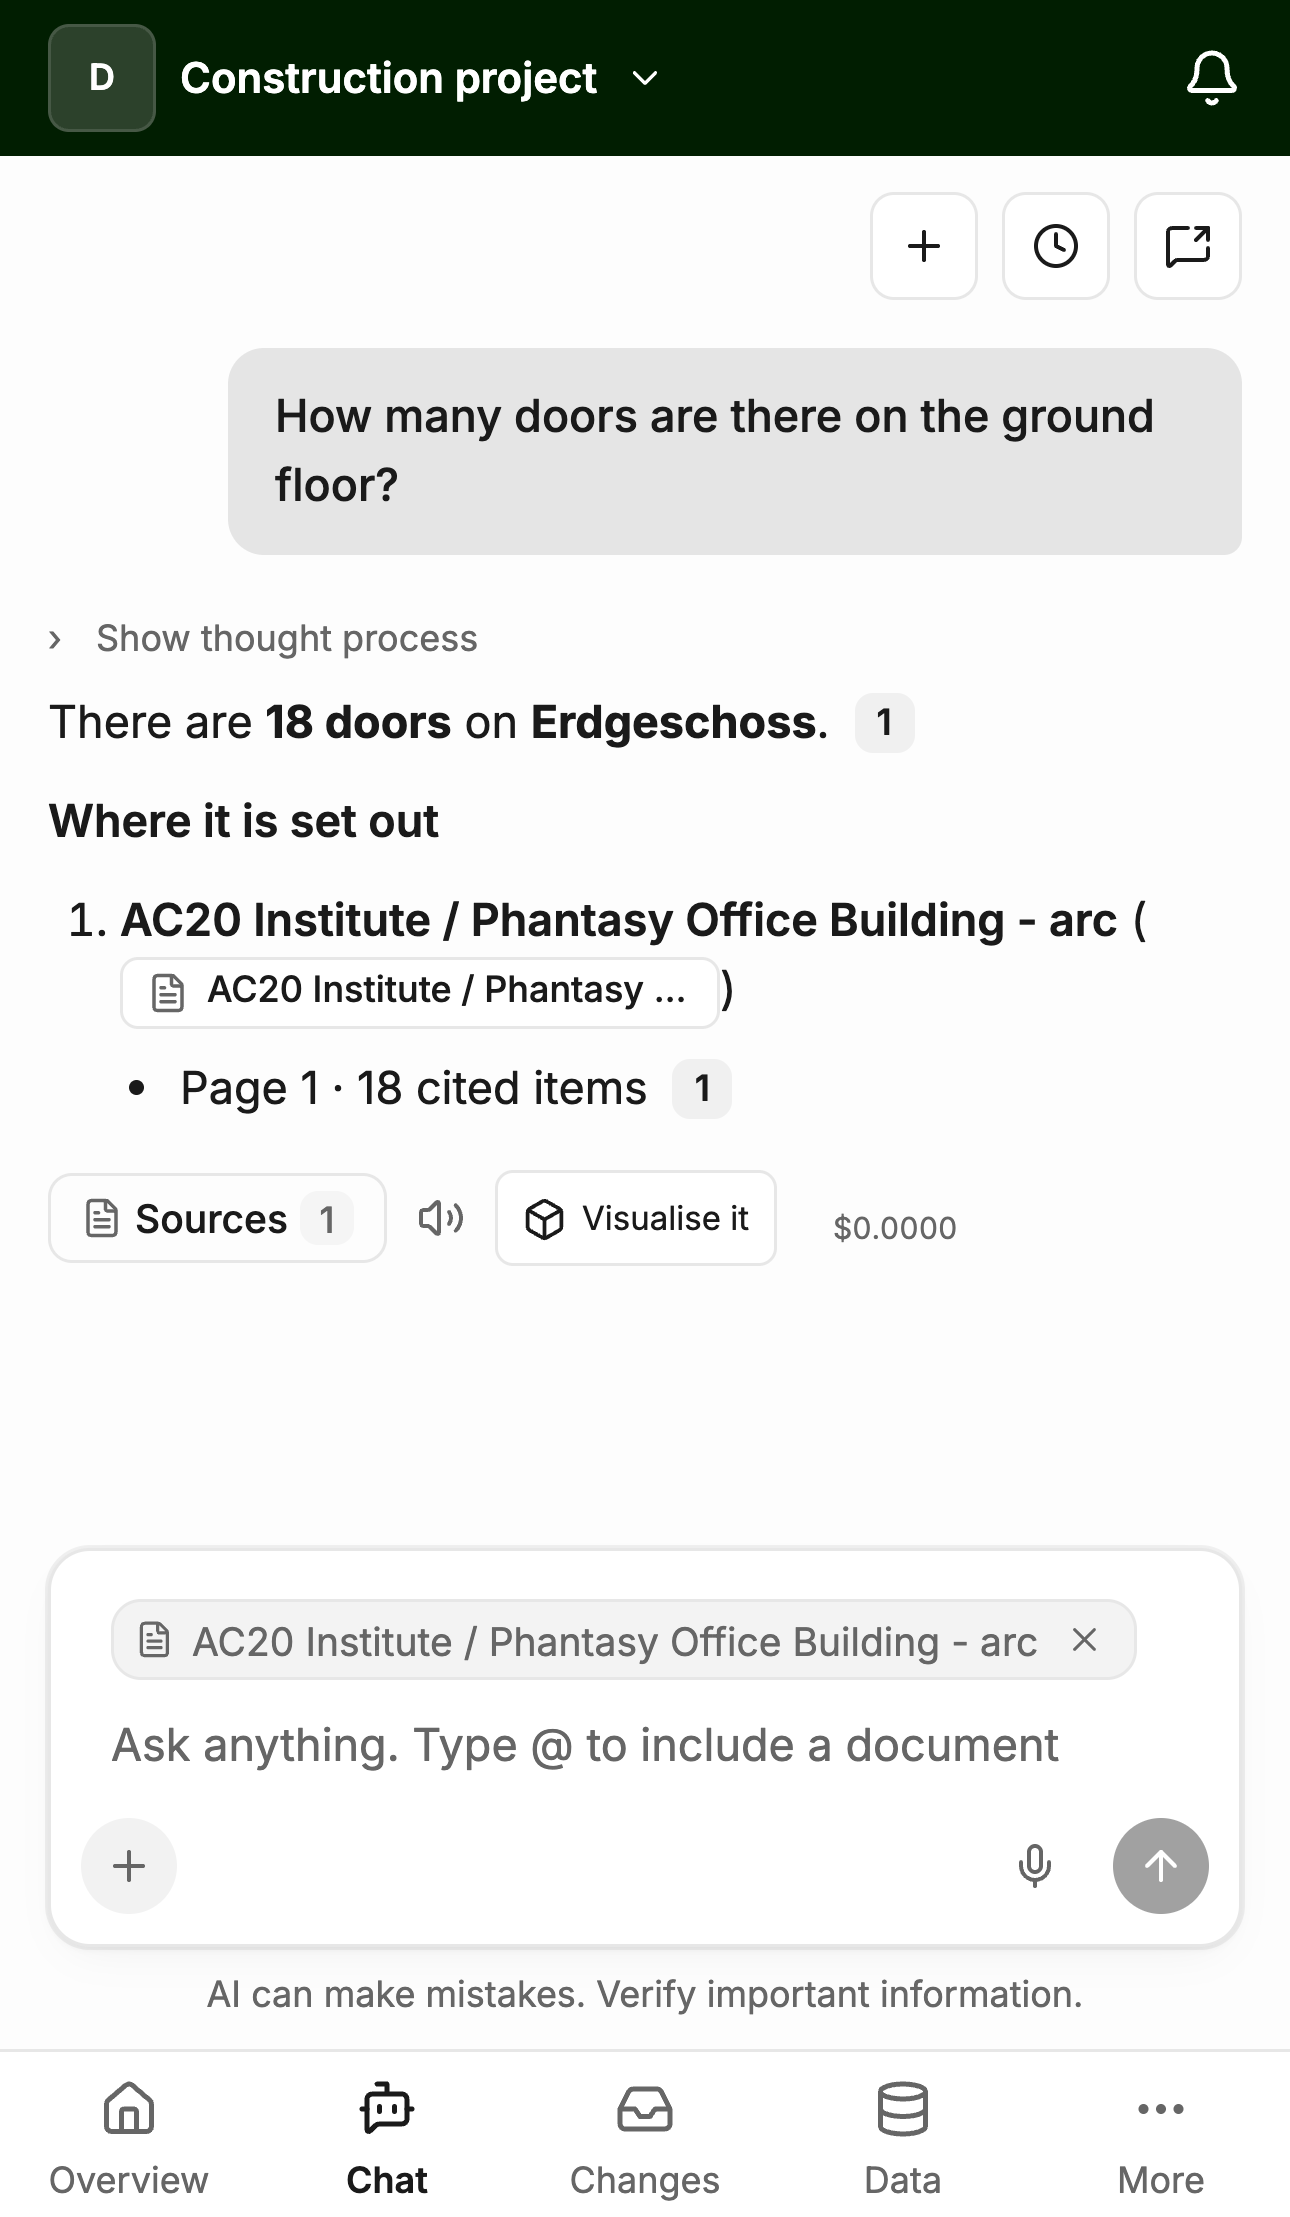 D
Construction project
How many doors are there on the ground
floor?
› Show thought process
There are 18 doors on Erdgeschoss. 1
Where it is set out
1. AC20 Institute / Phantasy Office Building - arc (
AC20 Institute / Phantasy ... )
• Page 1 · 18 cited items 1
Sources 1
Visualise it
$0.0000
AC20 Institute / Phantasy Office Building - arc
Ask anything. Type @ to include a document
AI can make mistakes. Verify important information.
Overview
Chat
Changes
Data
More